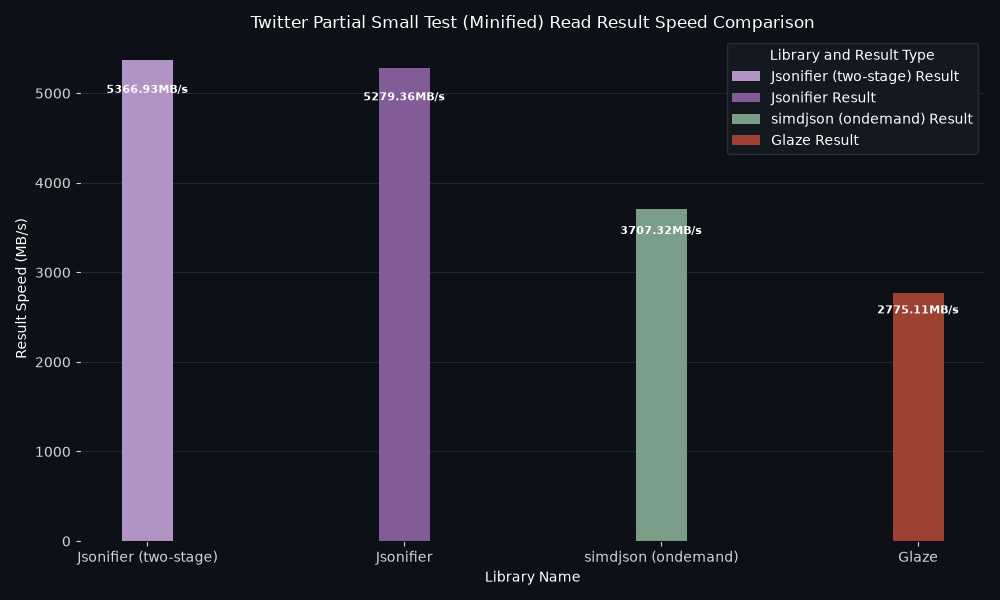 Twitter Partial Small Test (Minified) Read Result Speed Comparison
Library and Result Type
Jsonifier (two-stage) Result
Jsonifier Result
simdjson (ondemand) Result
Glaze Result
5366.93MB/s
5279.36MB/s
3707.32MB/s
2775.11MB/s
Result Speed (MB/s)
5000
4000
3000
2000
1000
0
Jsonifier (two-stage)
Jsonifier
simdjson (ondemand)
Glaze
Library Name